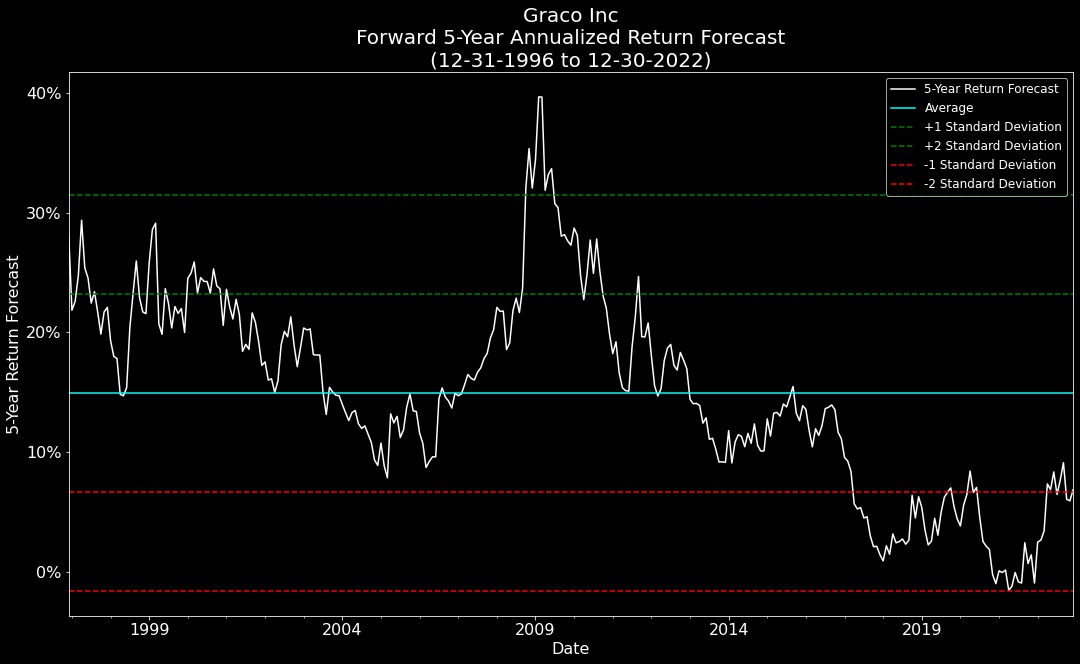 Graco Inc
Forward 5-Year Annualized Return Forecast
(12-31-1996 to 12-30-2022)
5-Year Return Forecast
Average
+1 Standard Deviation
+2 Standard Deviation
-1 Standard Deviation
-2 Standard Deviation
5-Year Return Forecast
40%
30%
20%
10%
0%
1999 2004 2009 2014 2019
Date